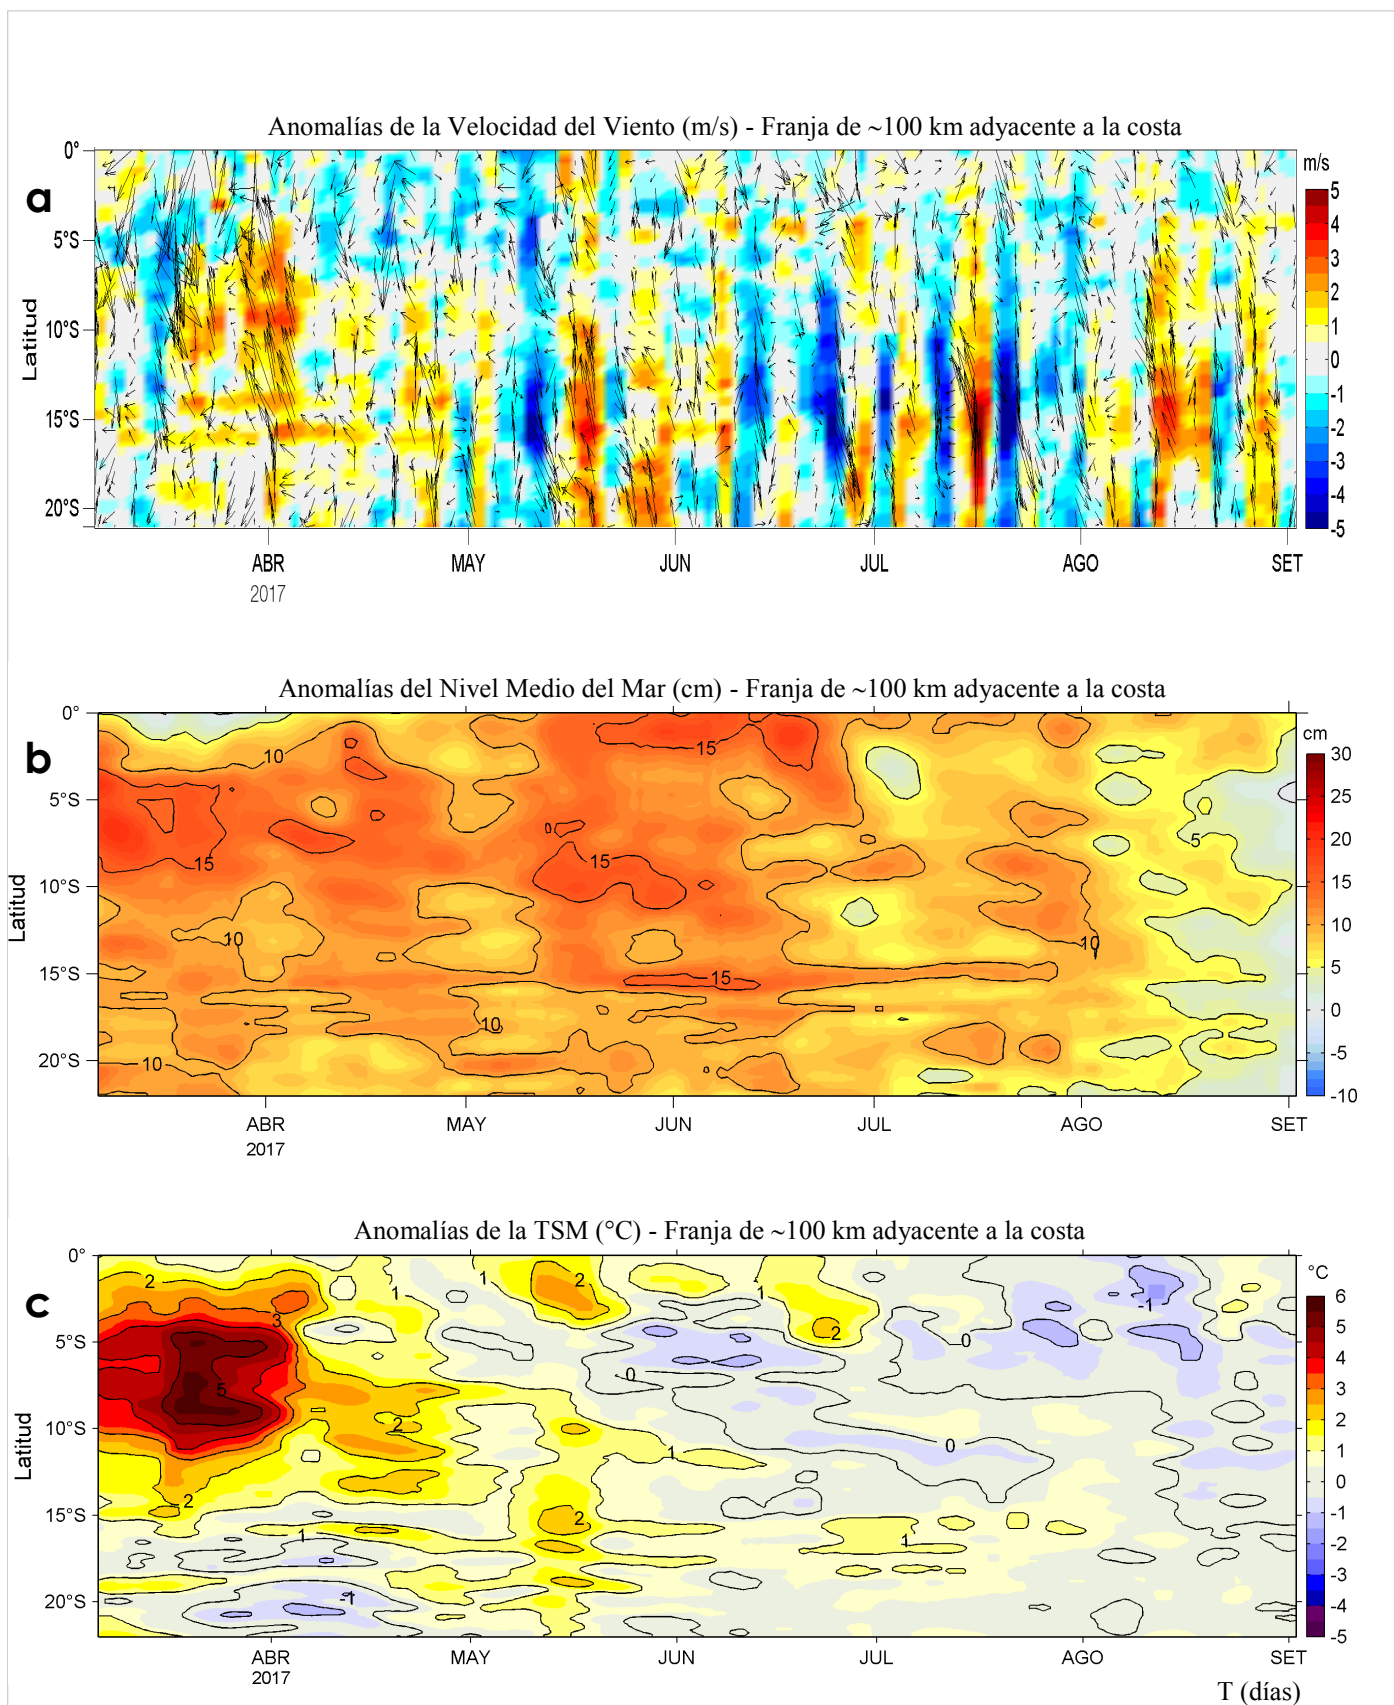 Anomalías de la Velocidad del Viento (m/s) - Franja de ~100 km adyacente a la costa
a
0°
5°S
10°S
15°S
20°S
Latitud
m/s
5
4
3
2
1
0
-1
-2
-3
-4
-5
ABR MAY JUN JUL AGO SET
2017
Anomalías del Nivel Medio del Mar (cm) - Franja de ~100 km adyacente a la costa
b
0°
5°S
10°S
15°S
20°S
Latitud
10
15
5
15
15
10
10
15
10
10
cm
30
25
20
15
10
5
0
-5
-10
ABR MAY JUN JUL AGO SET
2017
Anomalías de la TSM (°C) - Franja de ~100 km adyacente a la costa
c
0°
5°S
10°S
15°S
20°S
Latitud
2
1
2
1
-1
3
2
0
0
5
2
1
0
2
2
1
1
-1
°C
6
5
4
3
2
1
0
-1
-2
-3
-4
-5
ABR MAY JUN JUL AGO SET
2017
T (días)